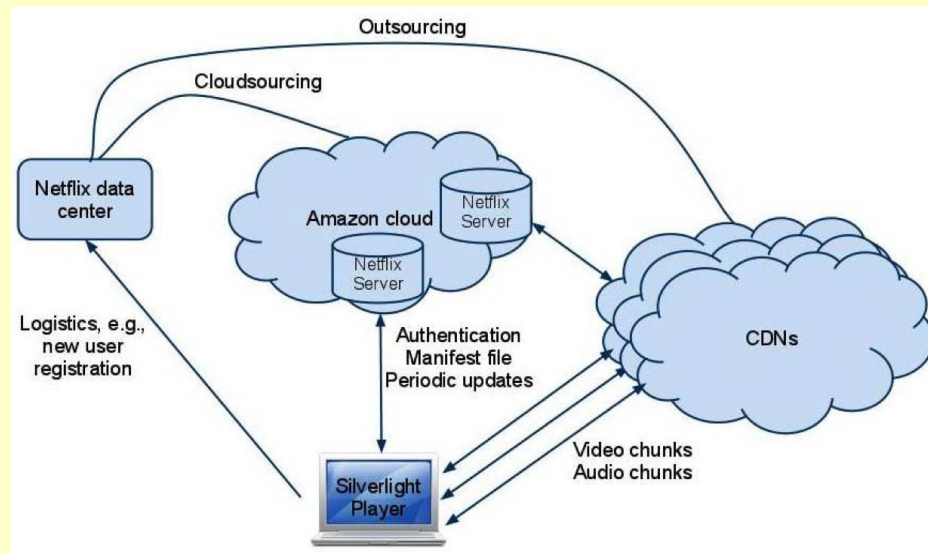 Outsourcing
Cloudsourcing
Netflix data
center
Amazon cloud
Netflix
Server
Netflix
Server
CDNs
Logistics, e.g.,
new user
registration
Authentication
Manifest file
Periodic updates
Video chunks
Audio chunks
Silverlight
Player